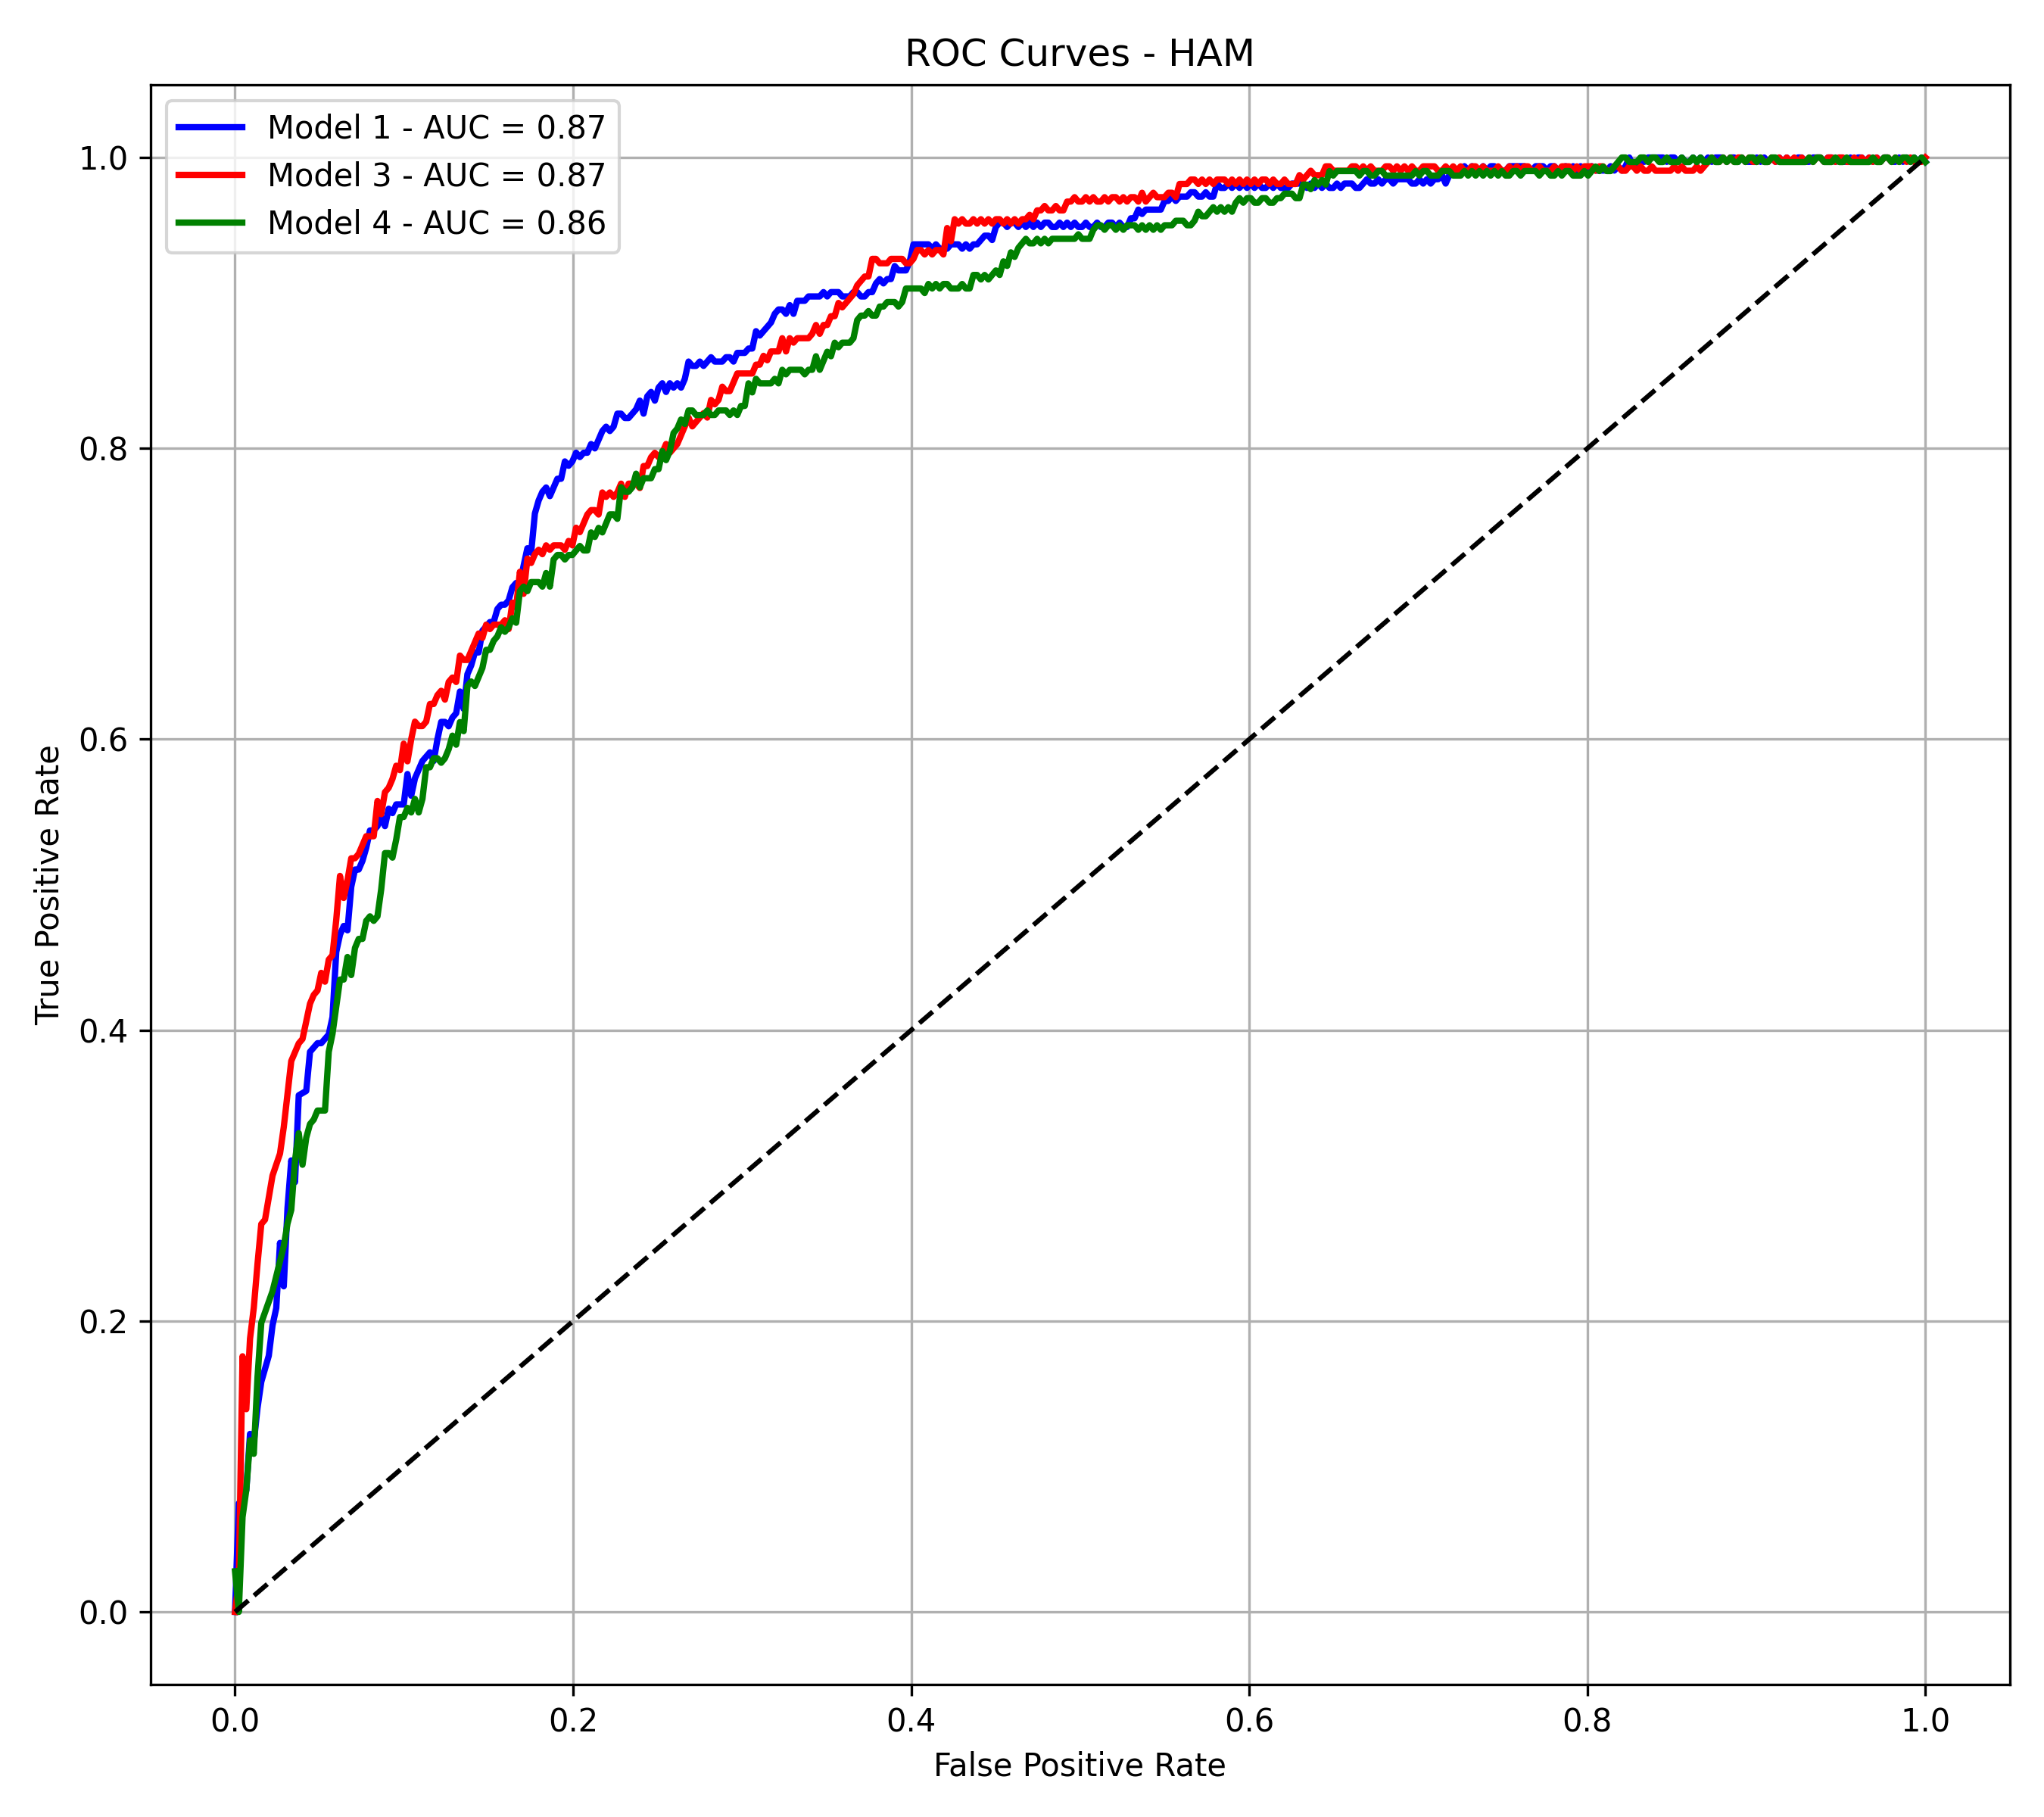 ROC Curves - HAM
Model 1 - AUC = 0.87
Model 3 - AUC = 0.87
Model 4 - AUC = 0.86
True Positive Rate
1.0
0.8
0.6
0.4
0.2
0.0
0.0 0.2 0.4 0.6 0.8 1.0
False Positive Rate